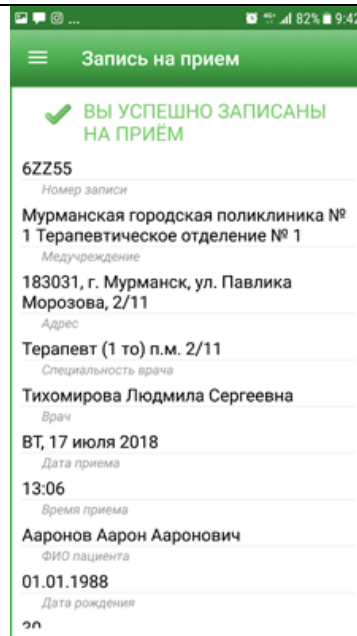 82% 9:42
Запись на прием
ВЫ УСПЕШНО ЗАПИСАНЫ
НА ПРИЁМ
6ZZ55
Номер записи
Мурманская городская поликлиника №
1 Терапевтическое отделение № 1
Медучреждение
183031, г. Мурманск, ул. Павлика
Морозова, 2/11
Адрес
Терапевт (1 то) п.м. 2/11
Специальность врача
Тихомирова Людмила Сергеевна
Врач
ВТ, 17 июля 2018
Дата приема
13:06
Время приема
Ааронов Аарон Ааронович
ФИО пациента
01.01.1988
Дата рождения